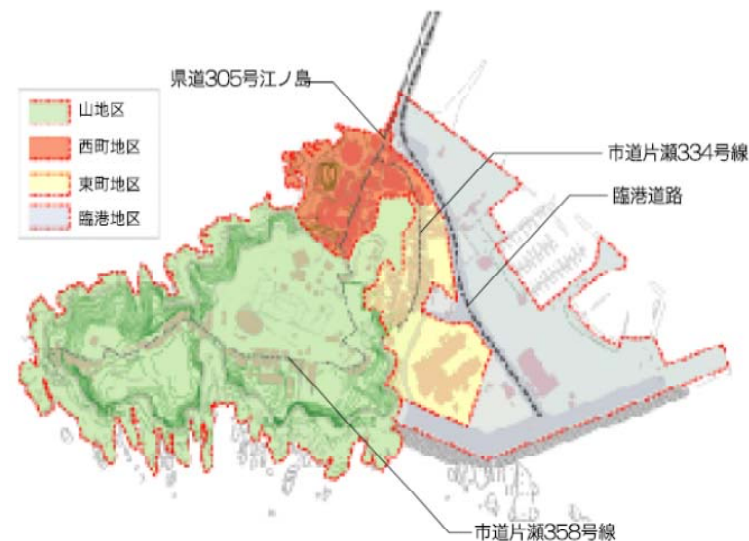 県道305号江ノ島
山地区
西町地区
東町地区
臨港地区
市道片瀬334号線
臨港道路
市道片瀬358号線